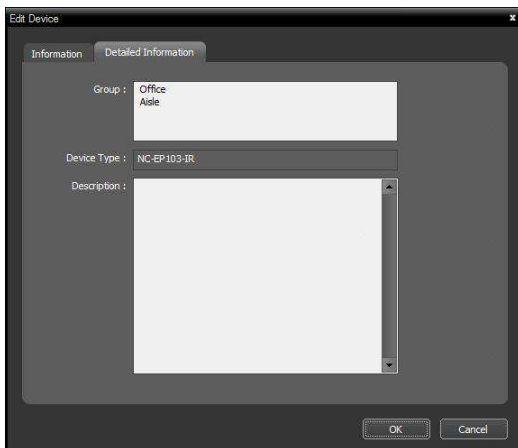 Edit Device
x
Information
Detailed Information
Group :
Office
Aisle
Device Type :
NC-EP103-IR
Description :
OK
Cancel